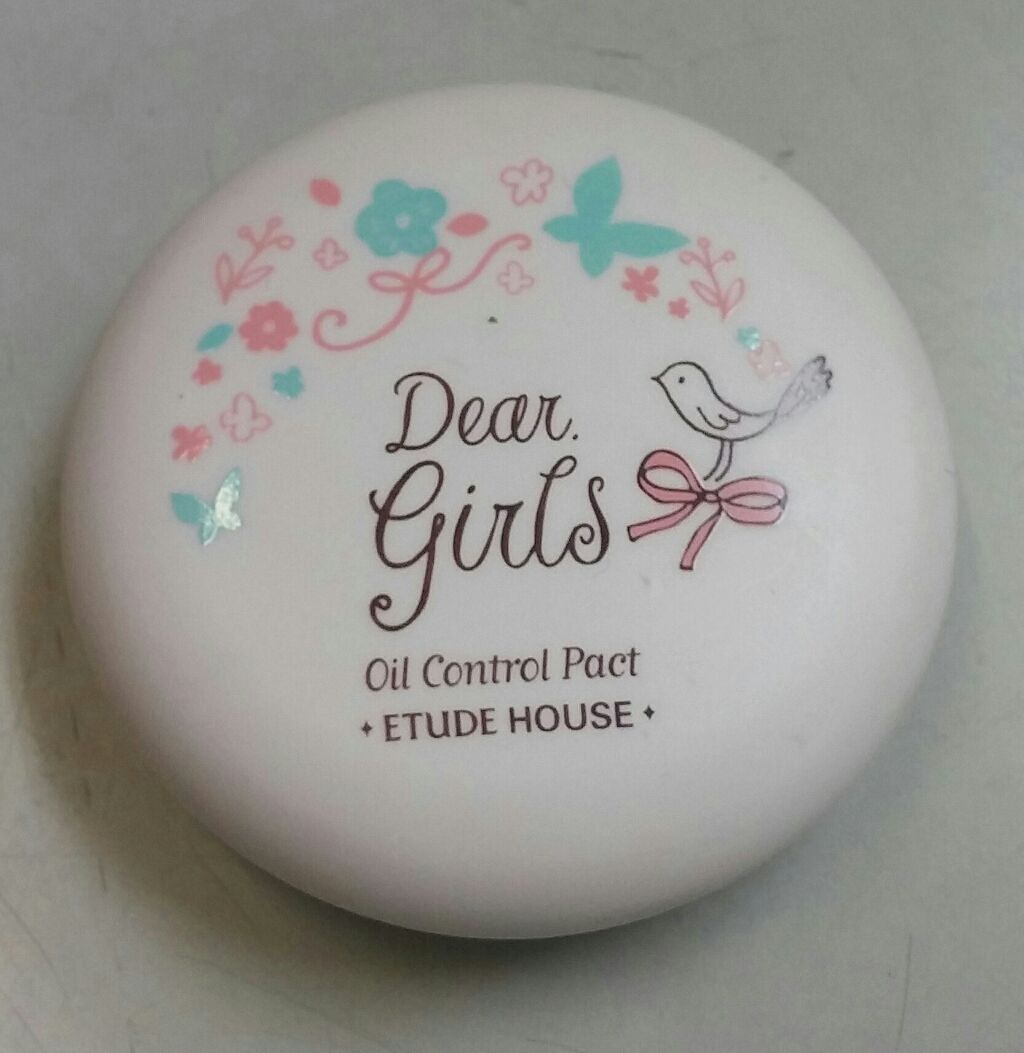 Dear.
Girls
Oil Control Pact
ETUDE HOUSE